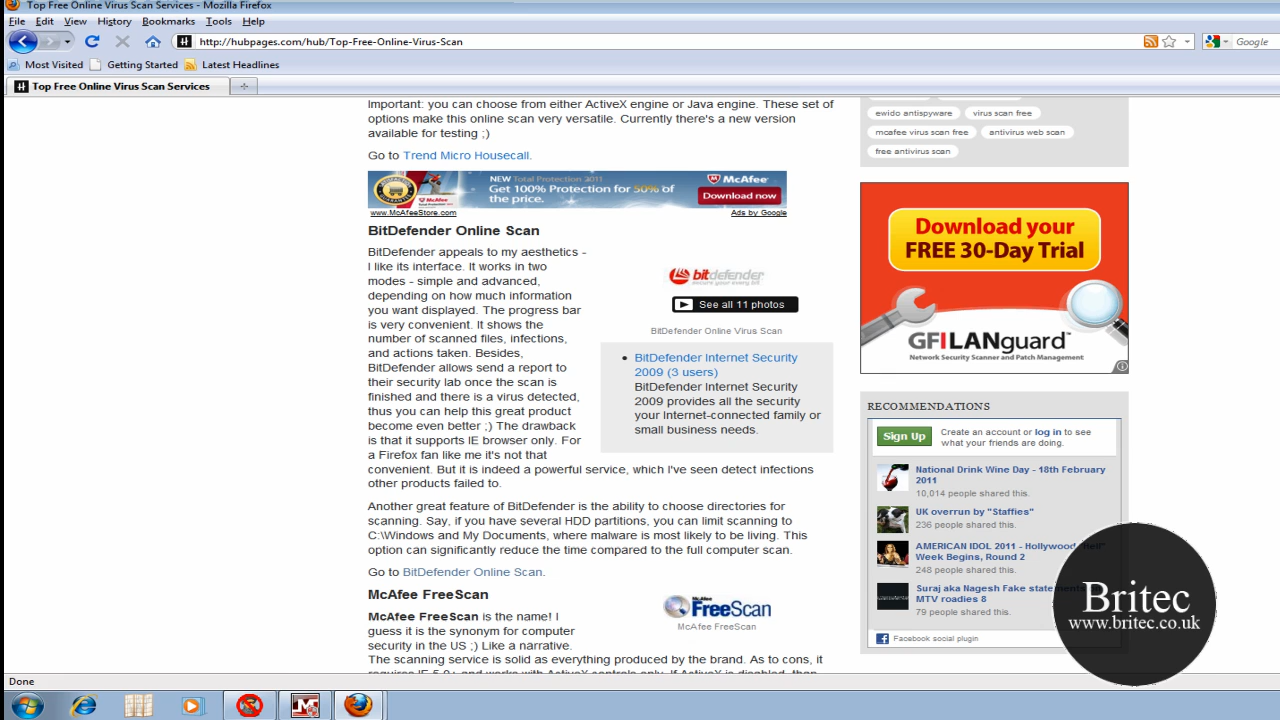 Top Free Online Virus Scan Services - Mozilla Firefox
File Edit View History Bookmarks Tools Help
http://hubpages.com/hub/Top-Free-Online-Virus-Scan
Google
Most Visited Getting Started Latest Headlines
Top Free Online Virus Scan Services
Important: you can choose from either ActiveX engine or Java engine. These set of
options make this online scan very versatile. Currently there's a new version
available for testing ;)
Go to Trend Micro Housecall.
NEW Total Protection 2011
Get 100% Protection for 50% of
the price.
McAfee
Download now
www.McAfeeStore.com
Ads by Google
BitDefender Online Scan
BitDefender appeals to my aesthetics -
I like its interface. It works in two
modes - simple and advanced,
depending on how much information
you want displayed. The progress bar
is very convenient. It shows the
number of scanned files, infections,
and actions taken. Besides,
BitDefender allows send a report to
their security lab once the scan is
finished and there is a virus detected,
thus you can help this great product
become even better ;) The drawback
is that it supports IE browser only. For
a Firefox fan like me it's not that
convenient. But it is indeed a powerful service, which I've seen detect infections
other products failed to.
bitdefender
secure your every bit
See all 11 photos
BitDefender Online Virus Scan
BitDefender Internet Security
2009 (3 users)
BitDefender Internet Security
2009 provides all the security
your Internet-connected family or
small business needs.
Another great feature of BitDefender is the ability to choose directories for
scanning. Say, if you have several HDD partitions, you can limit scanning to
C:\Windows and My Documents, where malware is most likely to be living. This
option can significantly reduce the time compared to the full computer scan.
Go to BitDefender Online Scan.
McAfee FreeScan
McAfee FreeScan is the name! I
guess it is the synonym for computer
security in the US ;) Like a narrative.
The scanning service is solid as everything produced by the brand. As to cons, it
requires IE 5.0+ and works with ActiveX controls only. If ActiveX is disabled, then
McAfee
FreeScan
McAfee FreeScan
ewido antispyware
virus scan free
mcafee virus scan free
antivirus web scan
free antivirus scan
Download your
FREE 30-Day Trial
GFI LANguard
Network Security Scanner and Patch Management
RECOMMENDATIONS
Sign Up
Create an account or log in to see
what your friends are doing.
National Drink Wine Day - 18th February
2011
10,014 people shared this.
UK overrun by "Staffies"
236 people shared this.
AMERICAN IDOL 2011 - Hollywood "Hell"
Week Begins, Round 2
248 people shared this.
Suraj aka Nagesh Fake
MTV roadies 8
79 people shared this.
Facebook social plugin
Britec
www.britec.co.uk
Done